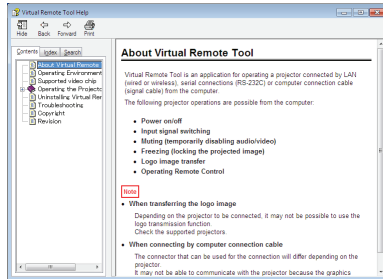 Virtual Remote Tool Help
Hide Back Forward Print
Contents Index Search
About Virtual Remote
Operating Environment
Supported video chip
Operating the Projecto
Uninstalling Virtual Rer
Troubleshooting
Copyright
Revision
About Virtual Remote Tool
Virtual Remote Tool is an application for operating a projector connected by LAN
(wired or wireless), serial connections (RS-232C) or computer connection cable
(signal cable) from the computer.
The following projector operations are possible from the computer.
• Power on/off
• Input signal switching
• Muting (temporarily disabling audio/video)
• Freezing (locking the projected image)
• Logo image transfer
• Operating Remote Control
Note
• When transferring the logo image
Depending on the projector to be connected, it may not be possible to use the
logo transmission function.
Check the supported projectors.
• When connecting by computer connection cable
The connector that can be used for the connection will differ depending on the
projector.
It may not be able to communicate with the projector because the graphics